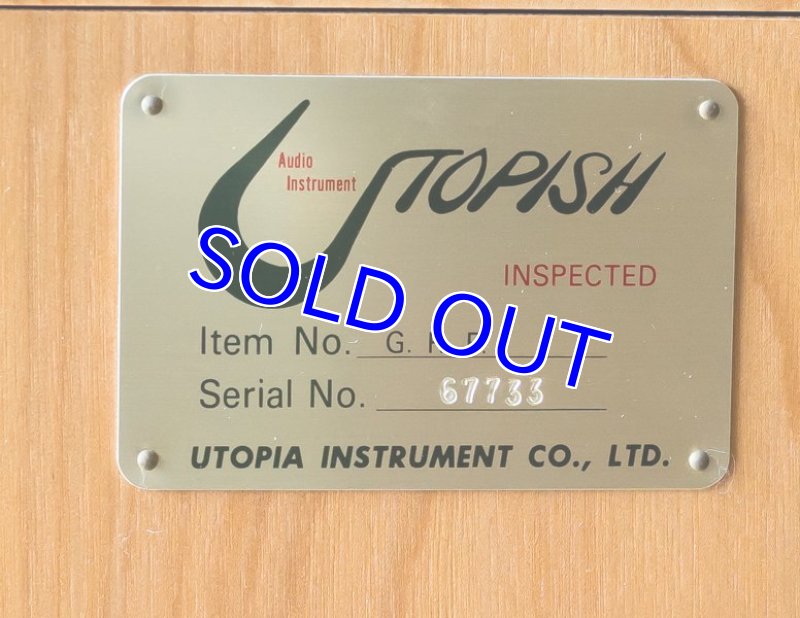 Audio
Instrument
UTOPISH
INSPECTED
SOLD OUT
Item No. G.
Serial No. 67733
UTOPIA INSTRUMENT CO., LTD.